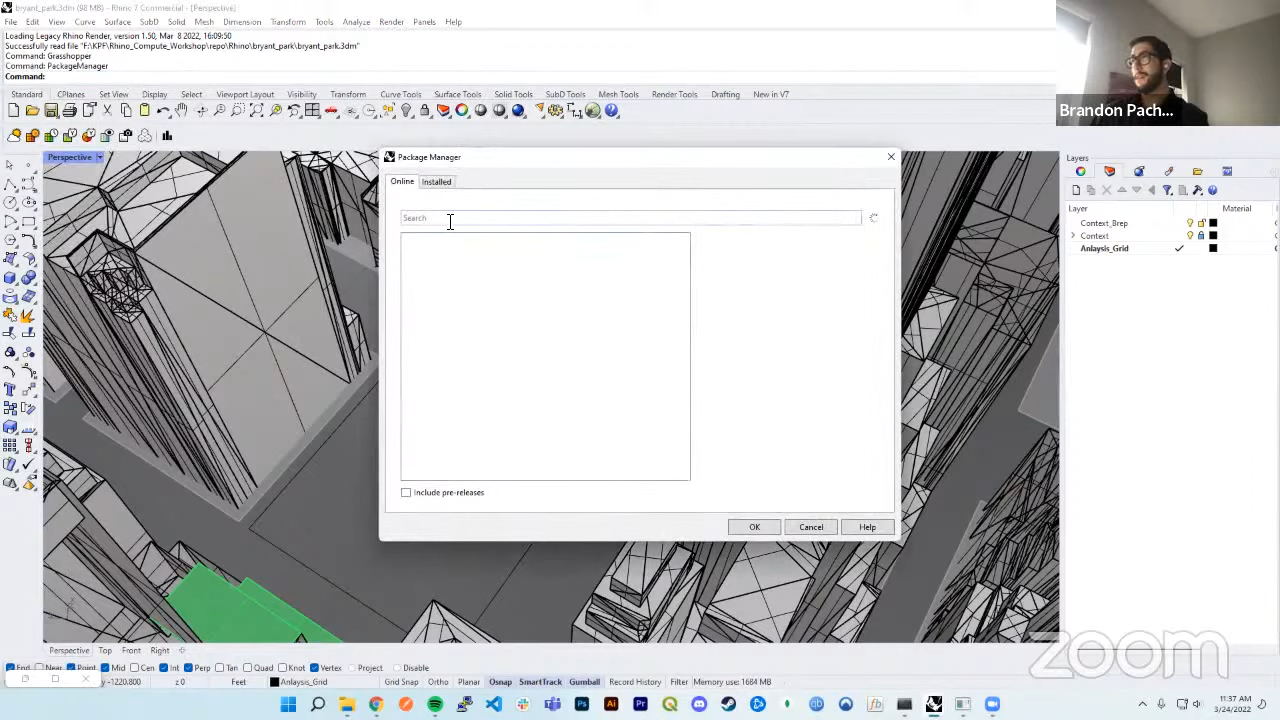 bryant_park.3dm (98 MB) - Rhino 7 Commercial - [Perspective]
File Edit View Curve Surface SubD Solid Mesh Dimension Transform Tools Analyze Render Panels Help
Loading Legacy Rhino Render, version 1.50, Mar 8 2022, 16:09:50
Successfully read file "F:\KPF\Rhino_Compute_Workshop\repo\Rhino\bryant_park\bryant_park.3dm"
Command: Grasshopper
Command: PackageManager
Command:
Standard CPlanes Set View Display Select Viewport Layout Visibility Transform Curve Tools Surface Tools Solid Tools SubD Tools Mesh Tools Render Tools Drafting New in V7
Brandon Pach...
Perspective
Package Manager
Online Installed
Search
Include pre-releases
OK Cancel Help
Layers
Layer Material
Context_Brep
Context
Anlaysis_Grid
Perspective Top Front Right
End Near Point Mid Cen Int Perp Tan Quad Knot Vertex Project Disable
-1220.800 z 0 Feet Anlaysis_Grid Grid Snap Ortho Planar Osnap SmartTrack Gumball Record History Filter Memory use: 1684 MB
zoom
11:37 AM
3/24/2022